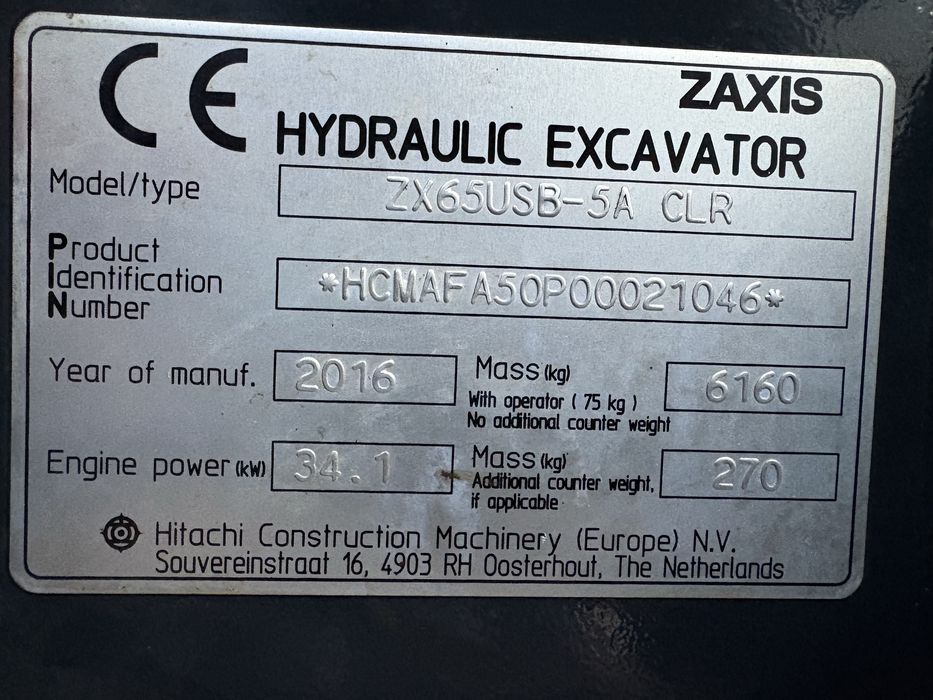 CE ZAXIS
HYDRAULIC EXCAVATOR
Model/type ZX65USB-5A CLR
Product
Identification *HCMAFA50P00021046*
Number
Year of manuf. 2016 Mass (kg) 6160
With operator ( 75 kg )
No additional counter weight
Engine power (kW) 34.1 Mass (kg) 270
Additional counter weight,
if applicable
Hitachi Construction Machinery (Europe) N.V.
Souvereinstraat 16, 4903 RH Oosterhout, The Netherlands